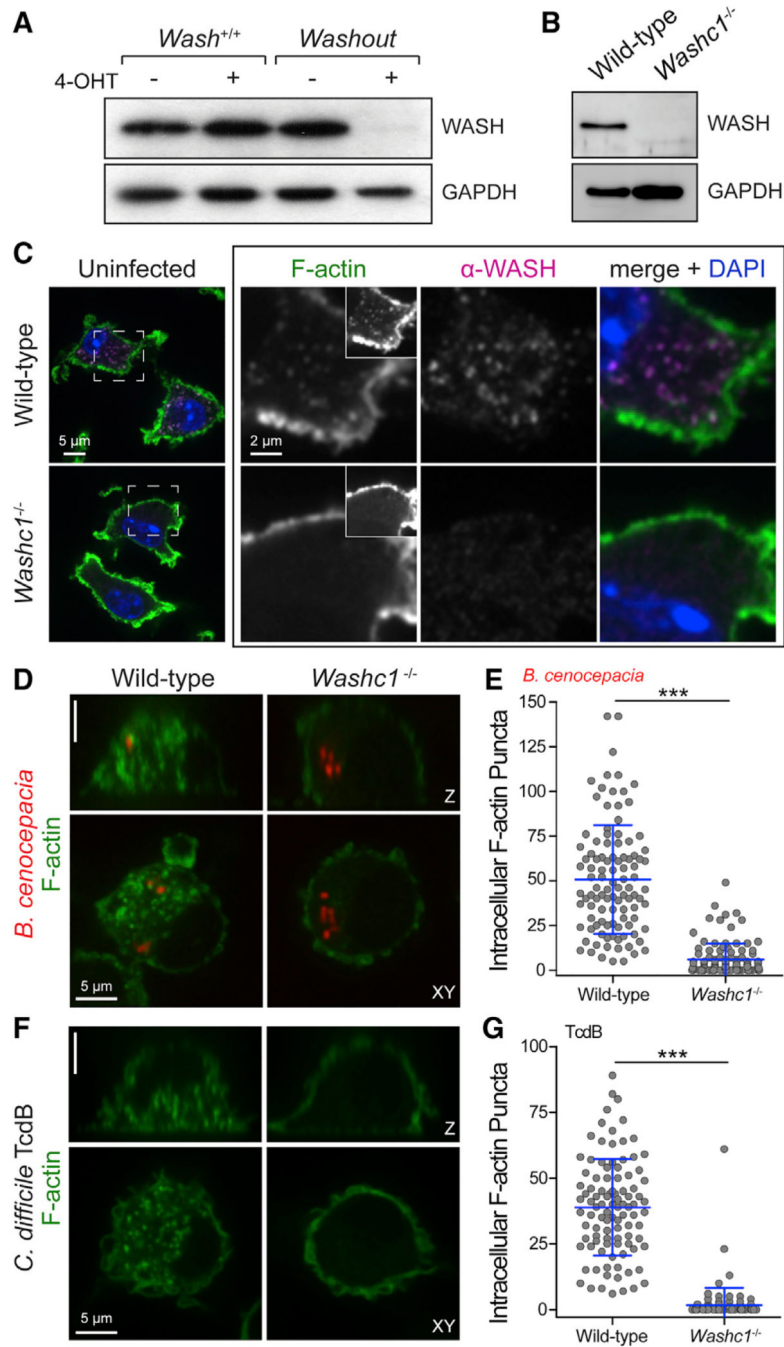 A
Wash+/+ Washout
4-OHT - + - +
WASH
GAPDH
B
Wild-type Washc1-/-
WASH
GAPDH
C
Uninfected F-actin α-WASH merge + DAPI
Wild-type
5 µm 2 µm
Washc1-/-
D
Wild-type Washc1-/-
B. cenocepacia
F-actin
Z
XY
5 µm
E B. cenocepacia
***
Intracellular F-actin Puncta
150
125
100
75
50
25
0
Wild-type Washc1-/-
F
C. difficile TcdB
F-actin
Z
XY
5 µm
G TcdB
***
Intracellular F-actin Puncta
100
75
50
25
0
Wild-type Washc1-/-